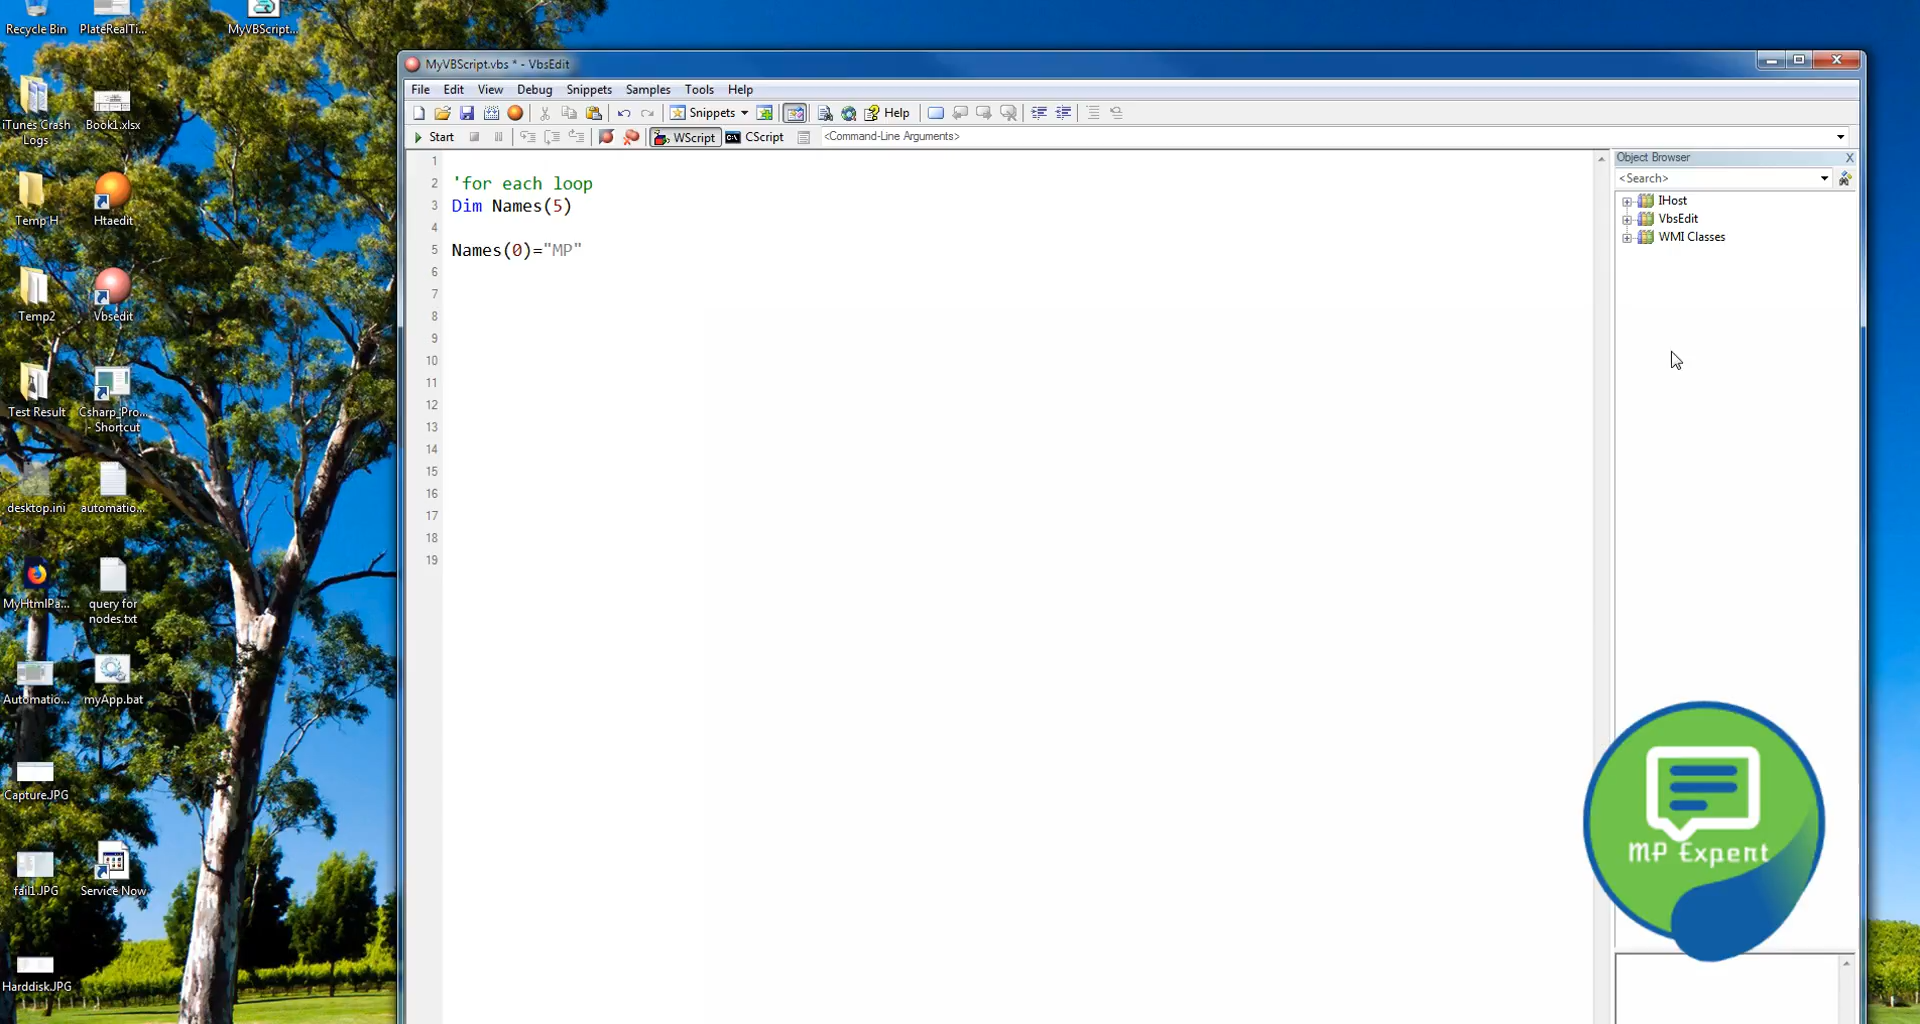 Recycle Bin
PlateRealTi...
MyVBScript...
iTunes Crash Logs
Book1.xlsx
Temp H
Htaedit
Temp2
Vbsedit
Test Result
Csharp_Pro... - Shortcut
desktop.ini
automatio...
MyHtmlPa...
query for nodes.txt
Automatio...
myApp.bat
Capture.JPG
fail1.JPG
Service Now
Harddisk.JPG
MyVBScript.vbs * - VbsEdit
File Edit View Debug Snippets Samples Tools Help
Snippets Help
Start WScript CScript <Command-Line Arguments>
1
2 'for each loop
3 Dim Names(5)
4
5 Names(0)="MP"
6
7
8
9
10
11
12
13
14
15
16
17
18
19
Object Browser X
<Search>
IHost
VbsEdit
WMI Classes
MP Expert